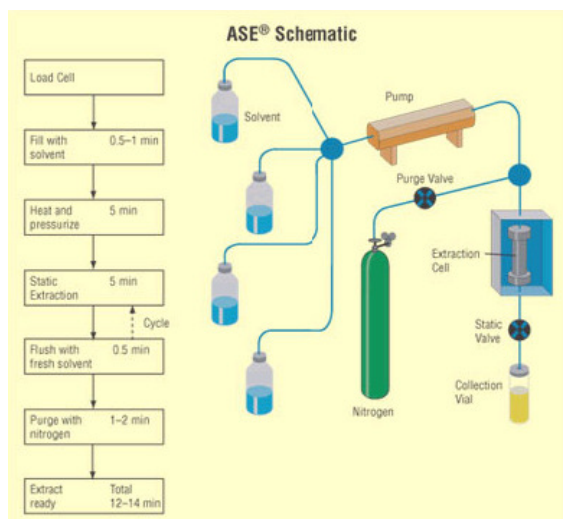 ASE® Schematic
Load Cell
Fill with 0.5–1 min
solvent
Heat and 5 min
pressurize
Static 5 min
Extraction
Cycle
Flush with 0.5 min
fresh solvent
Purge with 1–2 min
nitrogen
Extract Total
ready 12–14 min
Solvent
Pump
Purge Valve
Extraction
Cell
Static
Valve
Nitrogen
Collection
Vial